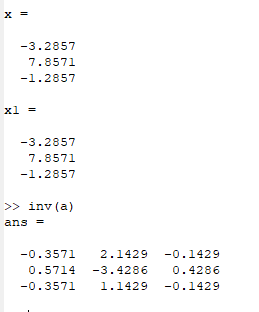 x =
-3.2857
7.8571
-1.2857
x1 =
-3.2857
7.8571
-1.2857
>> inv(a)
ans =
-0.3571 2.1429 -0.1429
0.5714 -3.4286 0.4286
-0.3571 1.1429 -0.1429